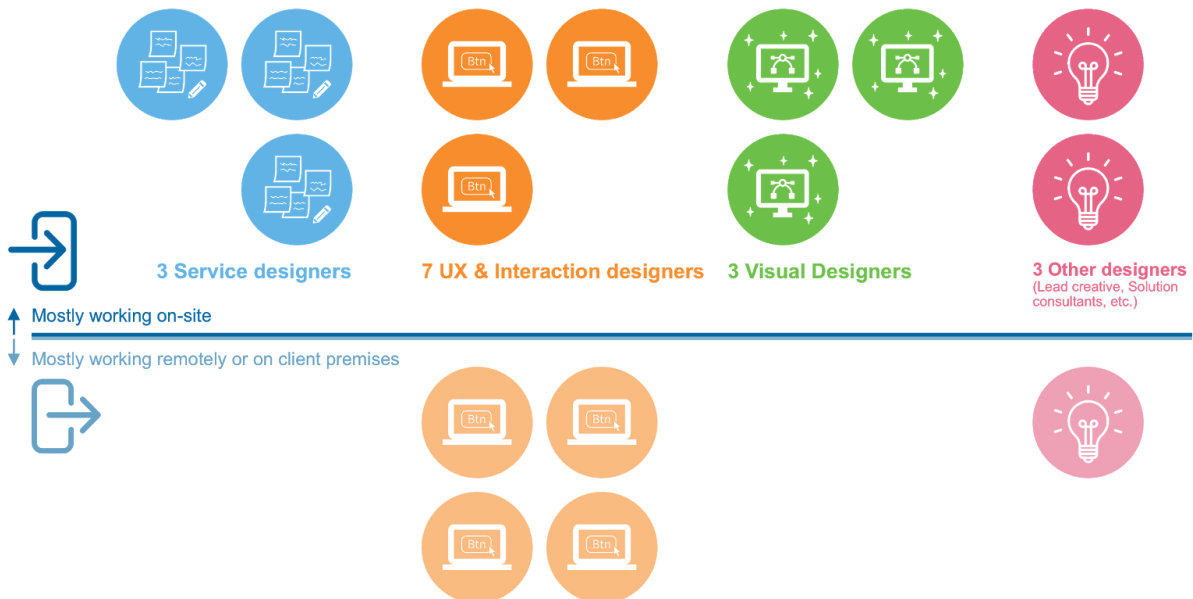 Btn
Btn
Btn
3 Service designers
7 UX & Interaction designers
3 Visual Designers
3 Other designers
(Lead creative, Solution
consultants, etc.)
Mostly working on-site
Mostly working remotely or on client premises
Btn
Btn
Btn
Btn